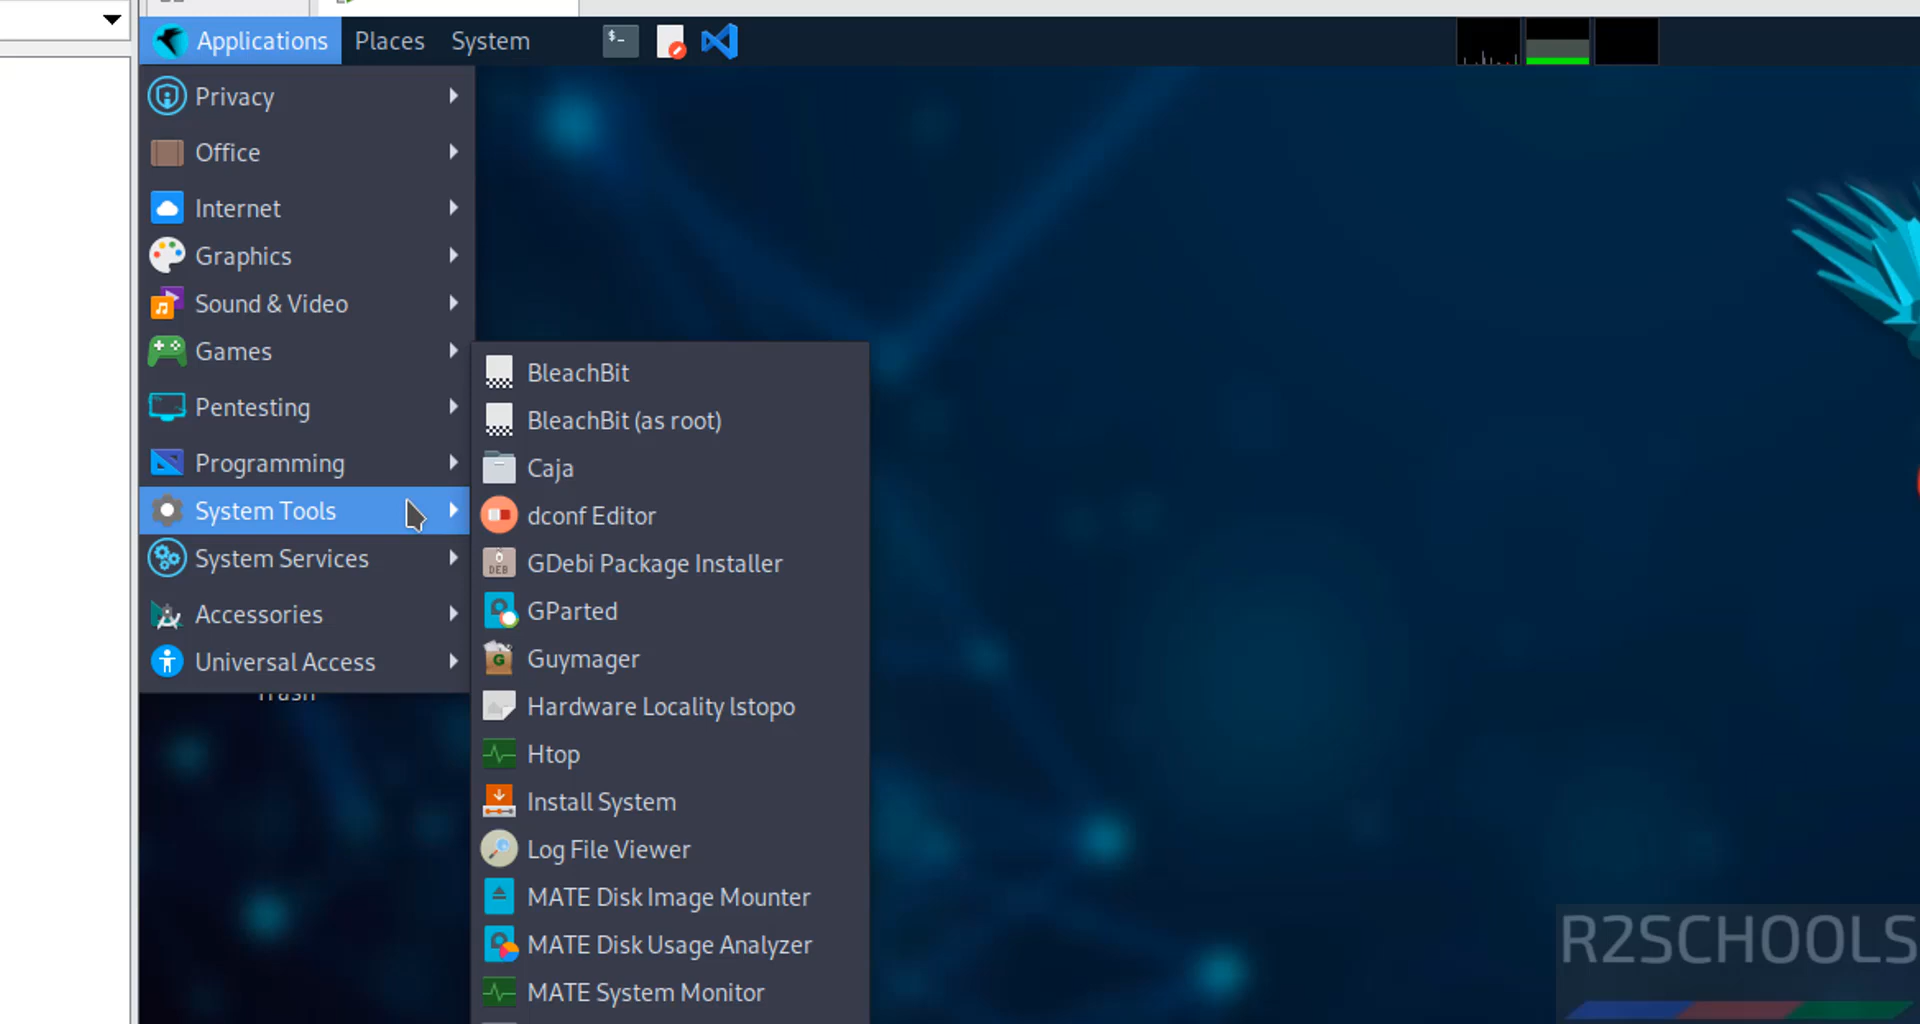 Applications Places System
Privacy
Office
Internet
Graphics
Sound & Video
Games
Pentesting
Programming
System Tools
System Services
Accessories
Universal Access
Trash
BleachBit
BleachBit (as root)
Caja
dconf Editor
GDebi Package Installer
GParted
Guymager
Hardware Locality lstopo
Htop
Install System
Log File Viewer
MATE Disk Image Mounter
MATE Disk Usage Analyzer
MATE System Monitor
R2SCHOOLS